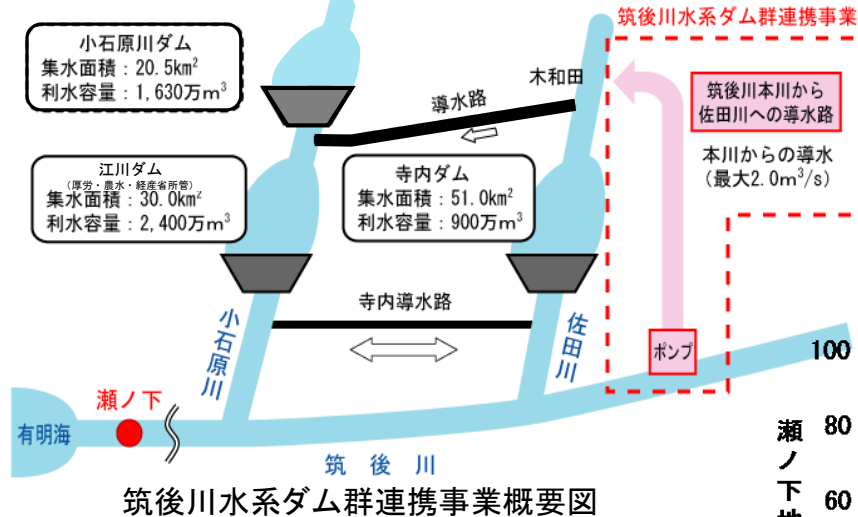 筑後川水系ダム群連携事業
小石原川ダム
集水面積：20.5km²
利水容量：1,630万m³
木和田
導水路
筑後川本川から
佐田川への導水路
本川からの導水
（最大2.0m³/s）
江川ダム
（厚労・農水・経産省所管）
集水面積：30.0km²
利水容量：2,400万m³
寺内ダム
集水面積：51.0km²
利水容量：900万m³
寺内導水路
小石原川
佐田川
ポンプ
100
瀬ノ下
有明海
80
筑後川
瀬ノ下
60
筑後川水系ダム群連携事業概要図